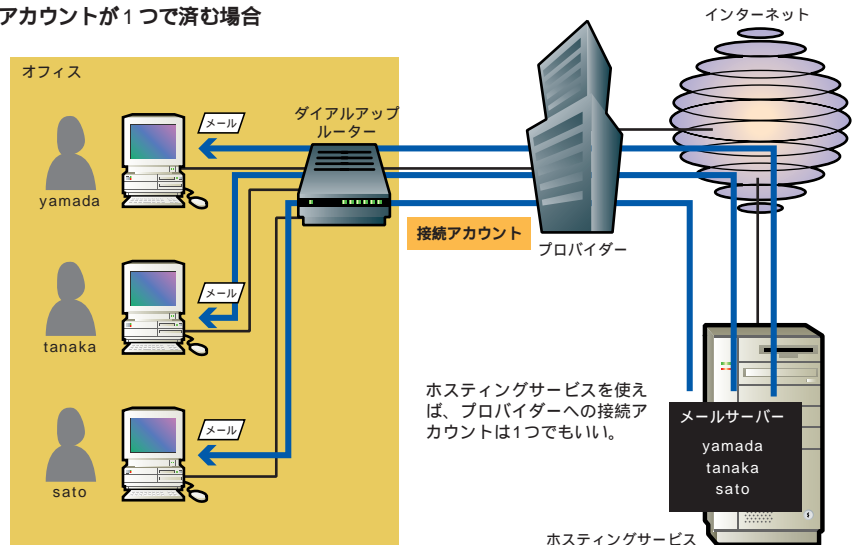 アカウントが1つで済む場合
インターネット
オフィス
メール
ダイアルアップ
ルーター
yamada
接続アカウント
プロバイダー
メール
tanaka
ホスティングサービスを使え
ば、プロバイダーへの接続ア
カウントは1つでもいい。
メール
sato
メールサーバー
yamada
tanaka
sato
ホスティングサービス